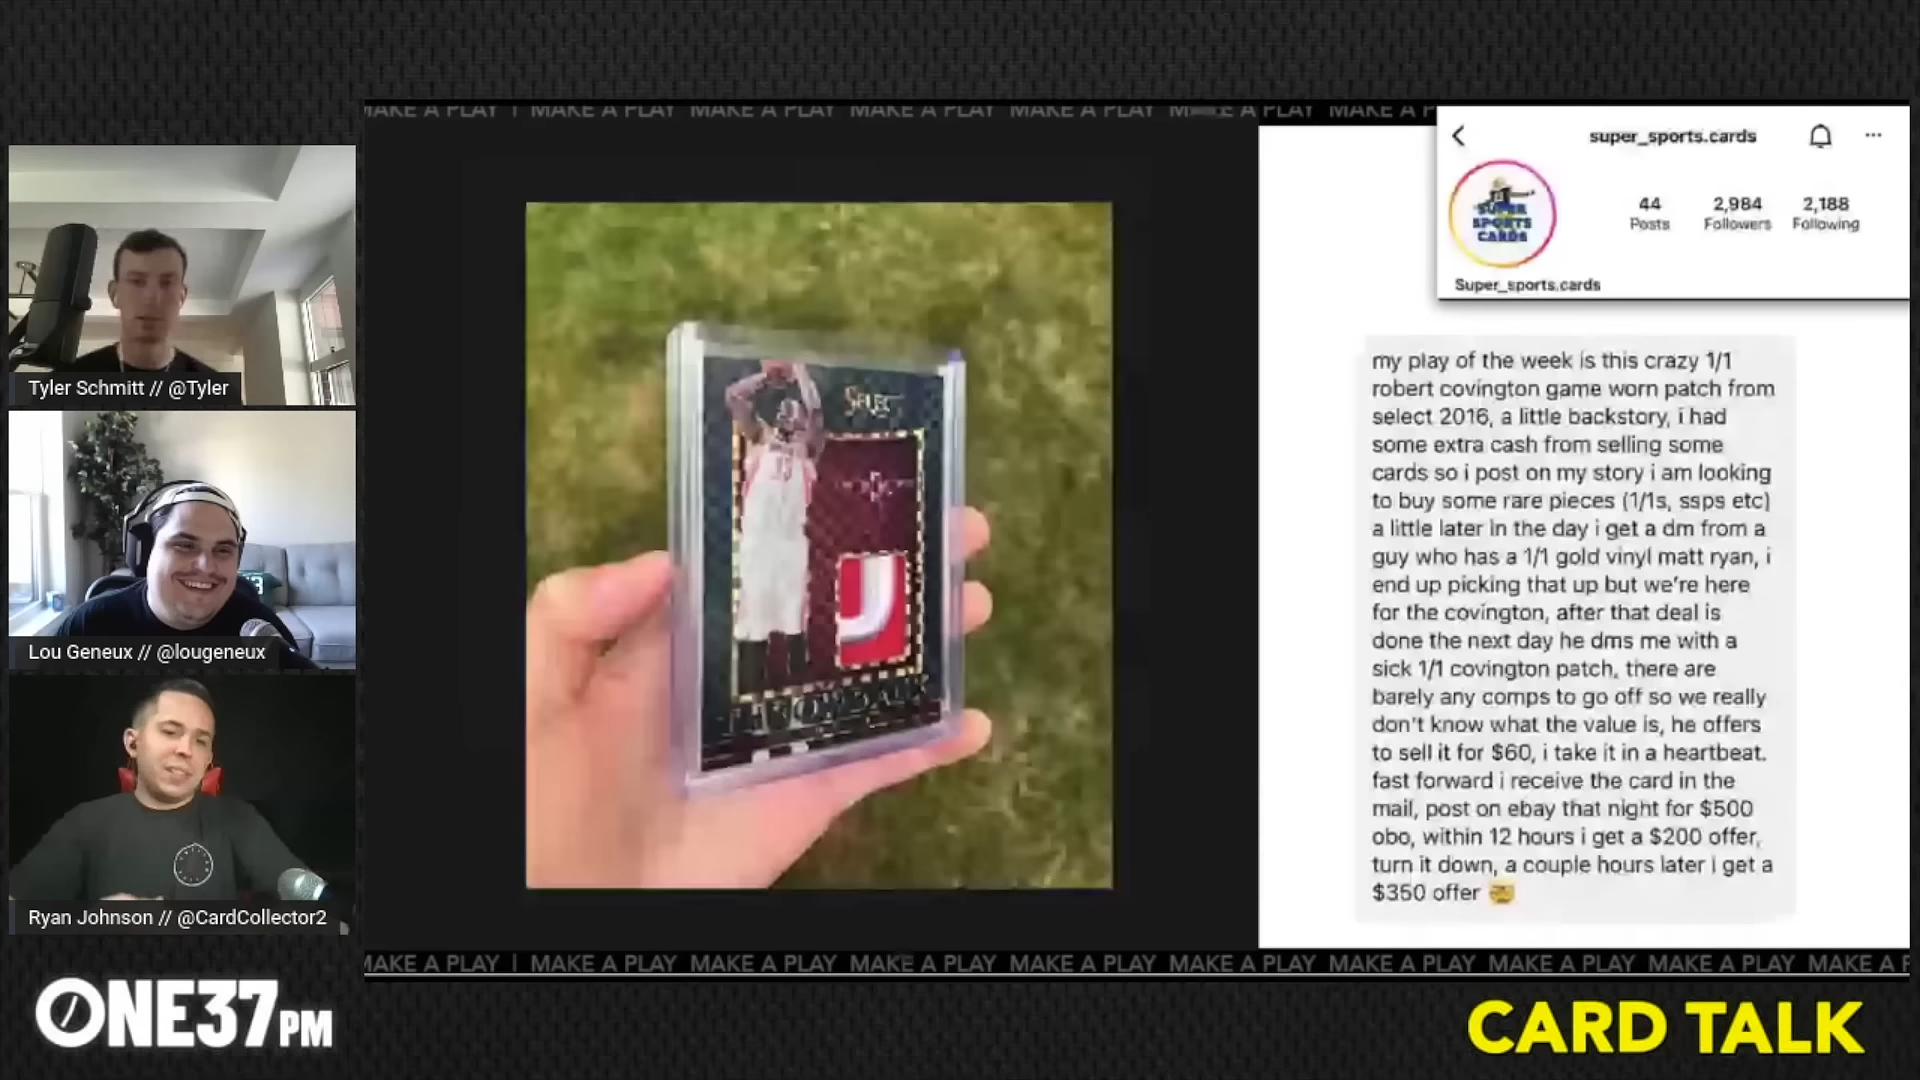 MAKE A PLAY | MAKE A PLAY MAKE A PLAY MAKE A PLAY MAKE A PLAY MAKE A PLAY MAKE A P
super_sports.cards
44
Posts
2,984
Followers
2,188
Following
SUPER
SPORTS
CARDS
Super_sports.cards
Tyler Schmitt // @Tyler
Lou Geneux // @lougeneux
Ryan Johnson // @CardCollector2
SELECT
my play of the week is this crazy 1/1
robert covington game worn patch from
select 2016, a little backstory, i had
some extra cash from selling some
cards so i post on my story i am looking
to buy some rare pieces (1/1s, ssps etc)
a little later in the day i get a dm from a
guy who has a 1/1 gold vinyl matt ryan, i
end up picking that up but we're here
for the covington, after that deal is
done the next day he dms me with a
sick 1/1 covington patch, there are
barely any comps to go off so we really
don't know what the value is, he offers
to sell it for $60, i take it in a heartbeat.
fast forward i receive the card in the
mail, post on ebay that night for $500
obo, within 12 hours i get a $200 offer,
turn it down, a couple hours later i get a
$350 offer
MAKE A PLAY | MAKE A PLAY MAKE A PLAY MAKE A PLAY MAKE A PLAY MAKE A PLAY MAKE A PLAY MAKE A PLAY MAKE A PLAY MAKE A P
ONE37PM
CARD TALK